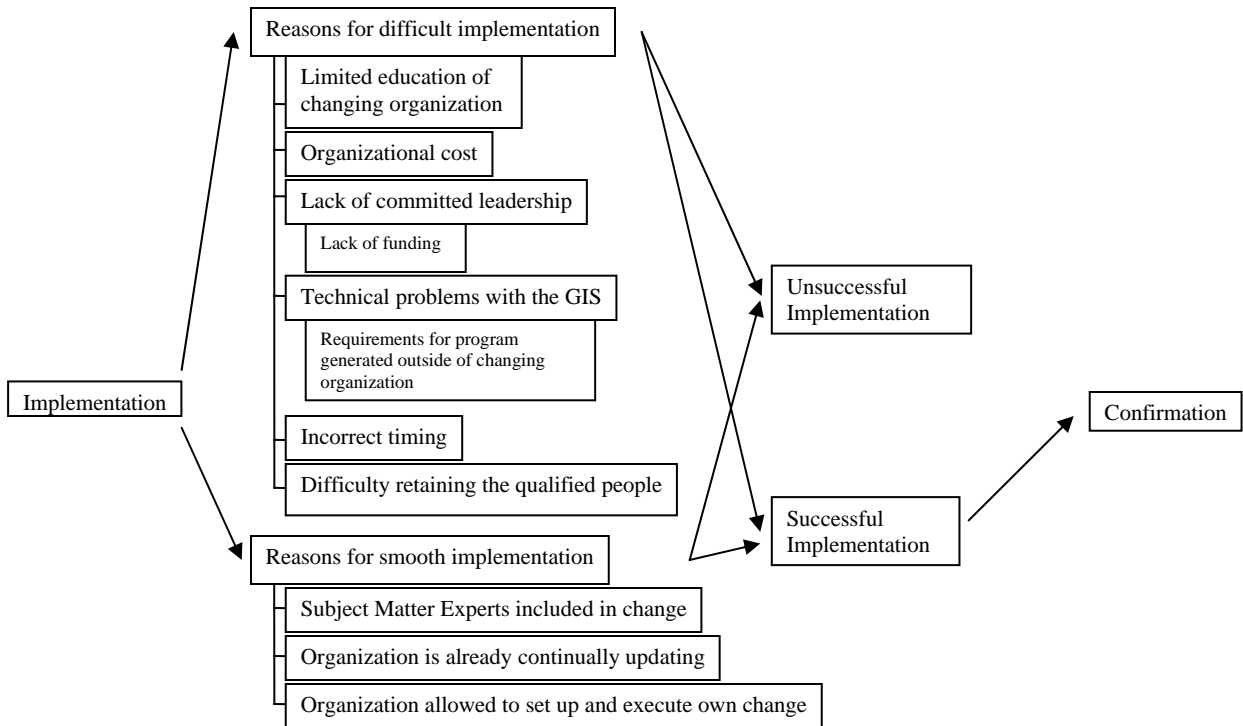 Implementation
Reasons for difficult implementation
Limited education of
changing organization
Organizational cost
Lack of committed leadership
Lack of funding
Technical problems with the GIS
Requirements for program
generated outside of changing
organization
Incorrect timing
Difficulty retaining the qualified people
Reasons for smooth implementation
Subject Matter Experts included in change
Organization is already continually updating
Organization allowed to set up and execute own change
Unsuccessful
Implementation
Successful
Implementation
Confirmation